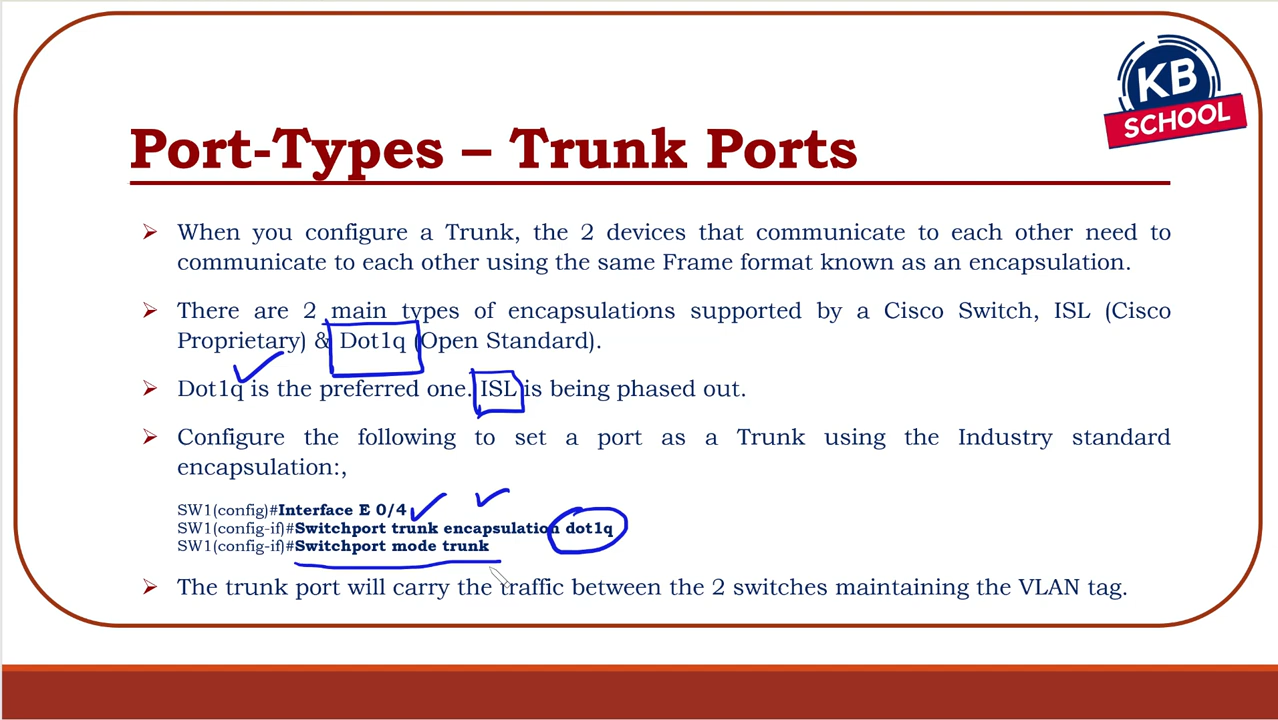 KB
SCHOOL
Port-Types – Trunk Ports
When you configure a Trunk, the 2 devices that communicate to each other need to
communicate to each other using the same Frame format known as an encapsulation.
There are 2 main types of encapsulations supported by a Cisco Switch, ISL (Cisco
Proprietary) & Dot1q (Open Standard).
Dot1q is the preferred one. ISL is being phased out.
Configure the following to set a port as a Trunk using the Industry standard
encapsulation:,
SW1(config)#Interface E 0/4
SW1(config-if)#Switchport trunk encapsulation dot1q
SW1(config-if)#Switchport mode trunk
The trunk port will carry the traffic between the 2 switches maintaining the VLAN tag.